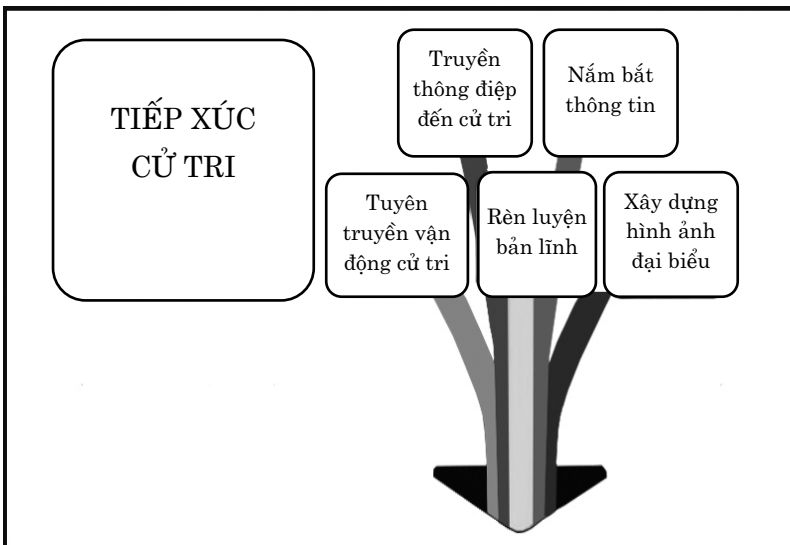 TIẾP XÚC
CỬ TRI
Truyền
thông điệp
đến cử tri
Nắm bắt
thông tin
Tuyên
truyền vận
động cử tri
Rèn luyện
bản lĩnh
Xây dựng
hình ảnh
đại biểu